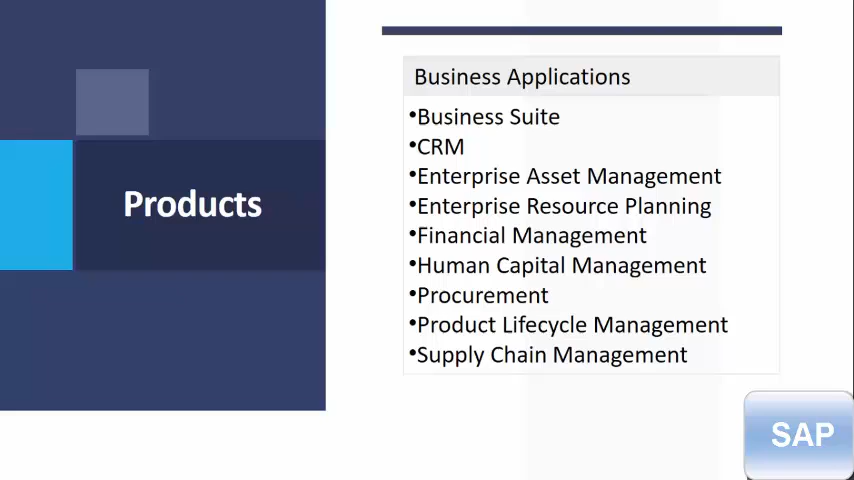 Products
Business Applications
•Business Suite
•CRM
•Enterprise Asset Management
•Enterprise Resource Planning
•Financial Management
•Human Capital Management
•Procurement
•Product Lifecycle Management
•Supply Chain Management
SAP